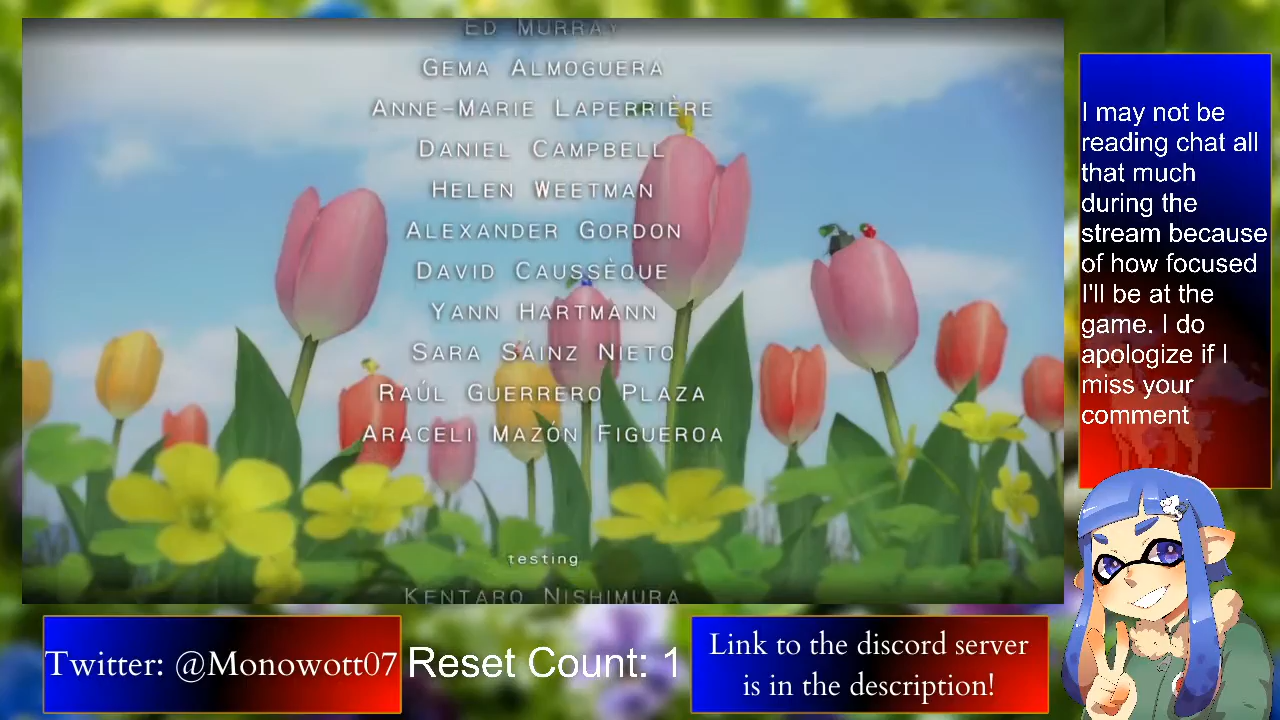 ED MURRAY
GEMA ALMOGUERA
ANNE-MARIE LAPERRIÈRE
DANIEL CAMPBELL
HELEN WEETMAN
ALEXANDER GORDON
DAVID CAUSSÈQUE
YANN HARTMANN
SARA SÁINZ NIETO
RAÚL GUERRERO PLAZA
ARACELI MAZÓN FIGUEROA
testing
KENTARO NISHIMURA
I may not be
reading chat all
that much
during the
stream because
of how focused
I'll be at the
game. I do
apologize if I
miss your
comment
Twitter: @Monowott07
Reset Count: 1
Link to the discord server
is in the description!